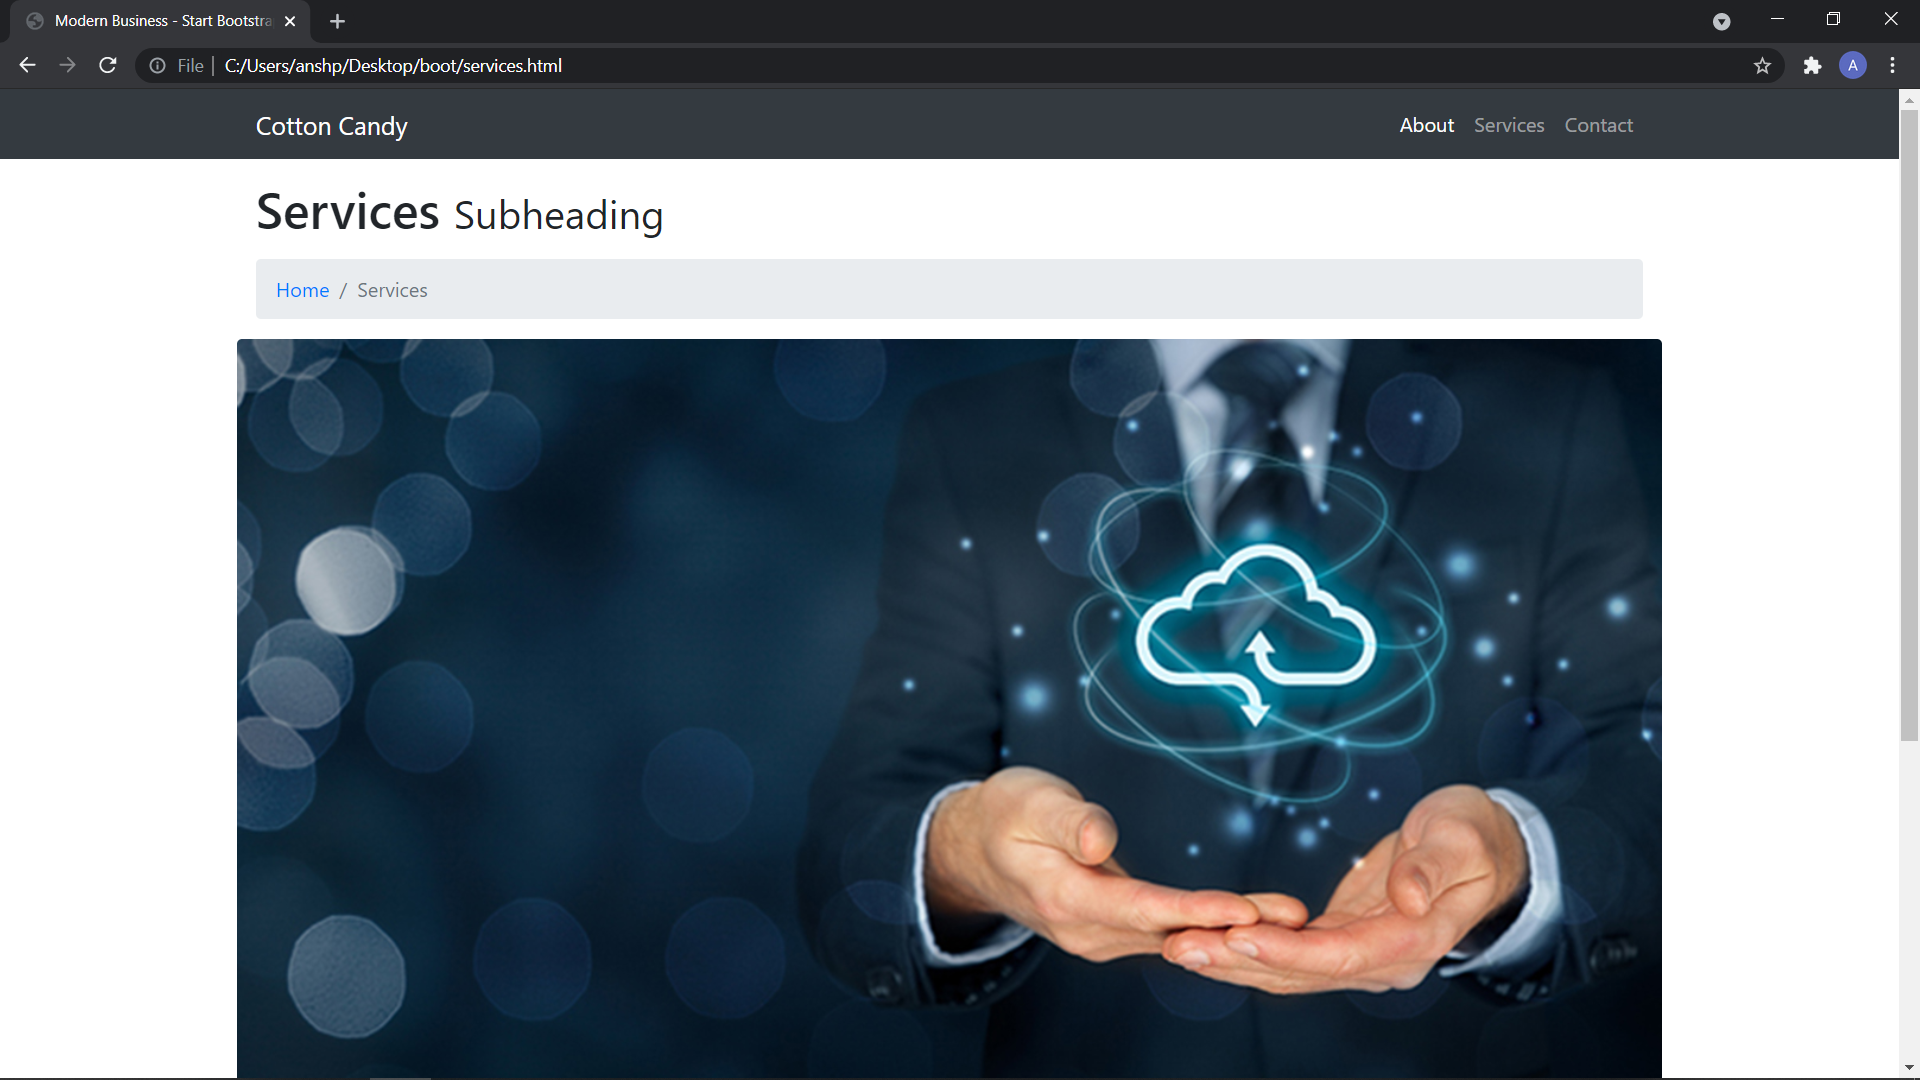 Modern Business - Start Bootstra
File C:/Users/anshp/Desktop/boot/services.html
A
Cotton Candy
About Services Contact
Services Subheading
Home / Services